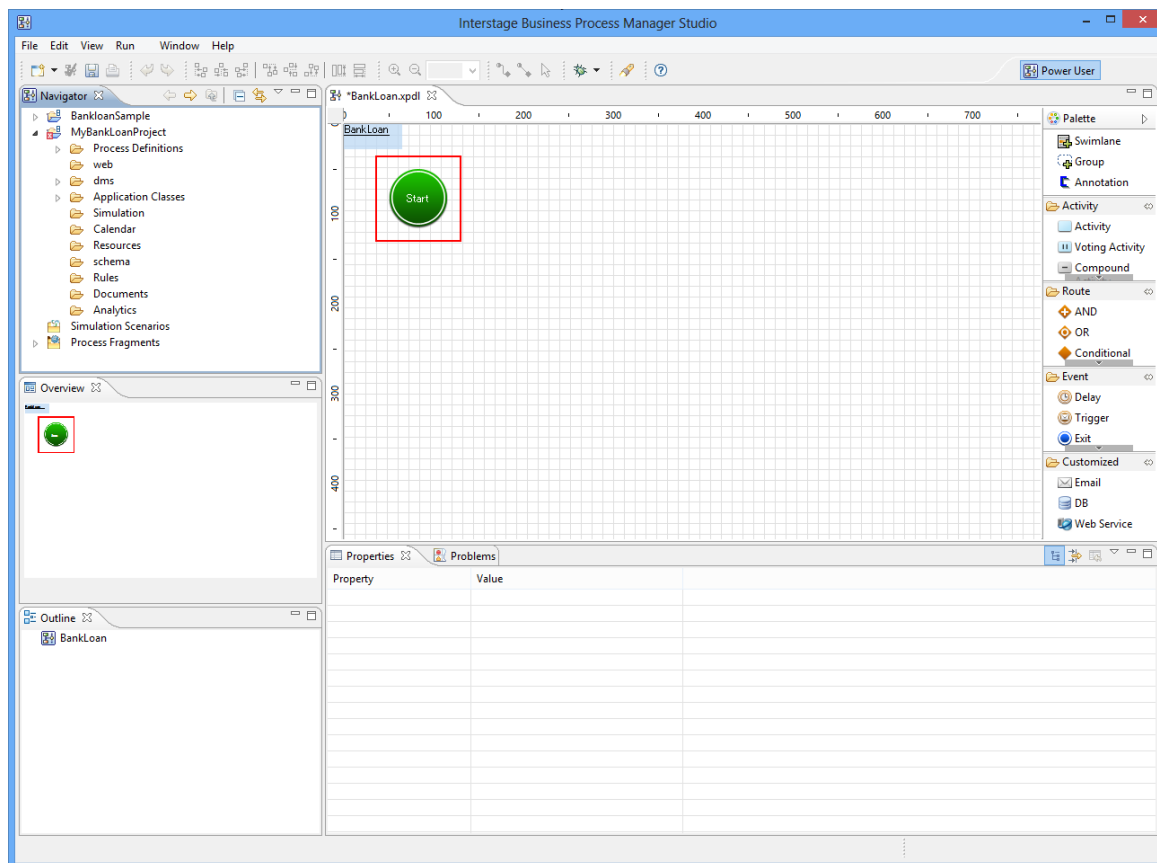 Interstage Business Process Manager Studio
File Edit View Run Window Help
Power User
Navigator
BankloanSample
MyBankLoanProject
Process Definitions
web
dms
Application Classes
Simulation
Calendar
Resources
schema
Rules
Documents
Analytics
Simulation Scenarios
Process Fragments
Overview
Outline
BankLoan
*BankLoan.xpdl
100 200 300 400 500 600 700
100
200
300
400
BankLoan
Start
Palette
Swimlane
Group
Annotation
Activity
Activity
Voting Activity
Compound
Route
AND
OR
Conditional
Event
Delay
Trigger
Exit
Customized
Email
DB
Web Service
Properties Problems
Property Value